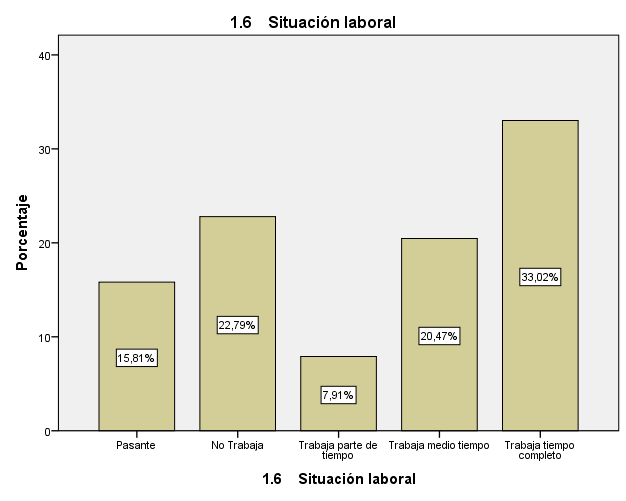 1.6 Situación laboral
Porcentaje
40
30
20
10
0
15,81%
22,79%
7,91%
20,47%
33,02%
Pasante
No Trabaja
Trabaja parte de
tiempo
Trabaja medio tiempo
Trabaja tiempo
completo
1.6 Situación laboral